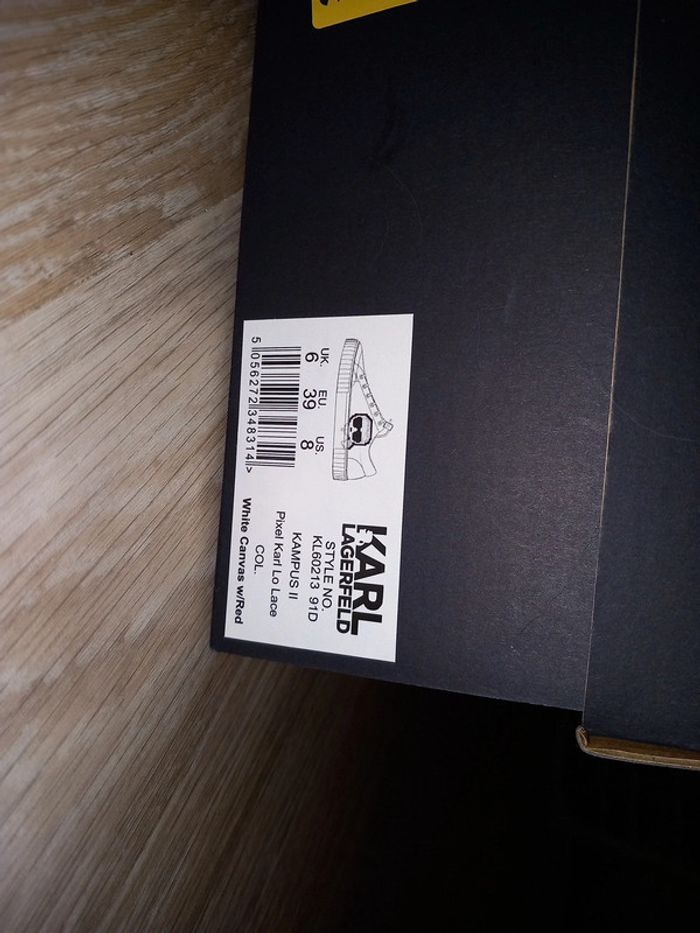 UK. EU. US.
6 39 8
5 056272 348314 >
KARL
LAGERFELD
STYLE NO.
KL60213 91D
KAMPUS II
Pixel Karl Lo Lace
COL.
White Canvas w/Red